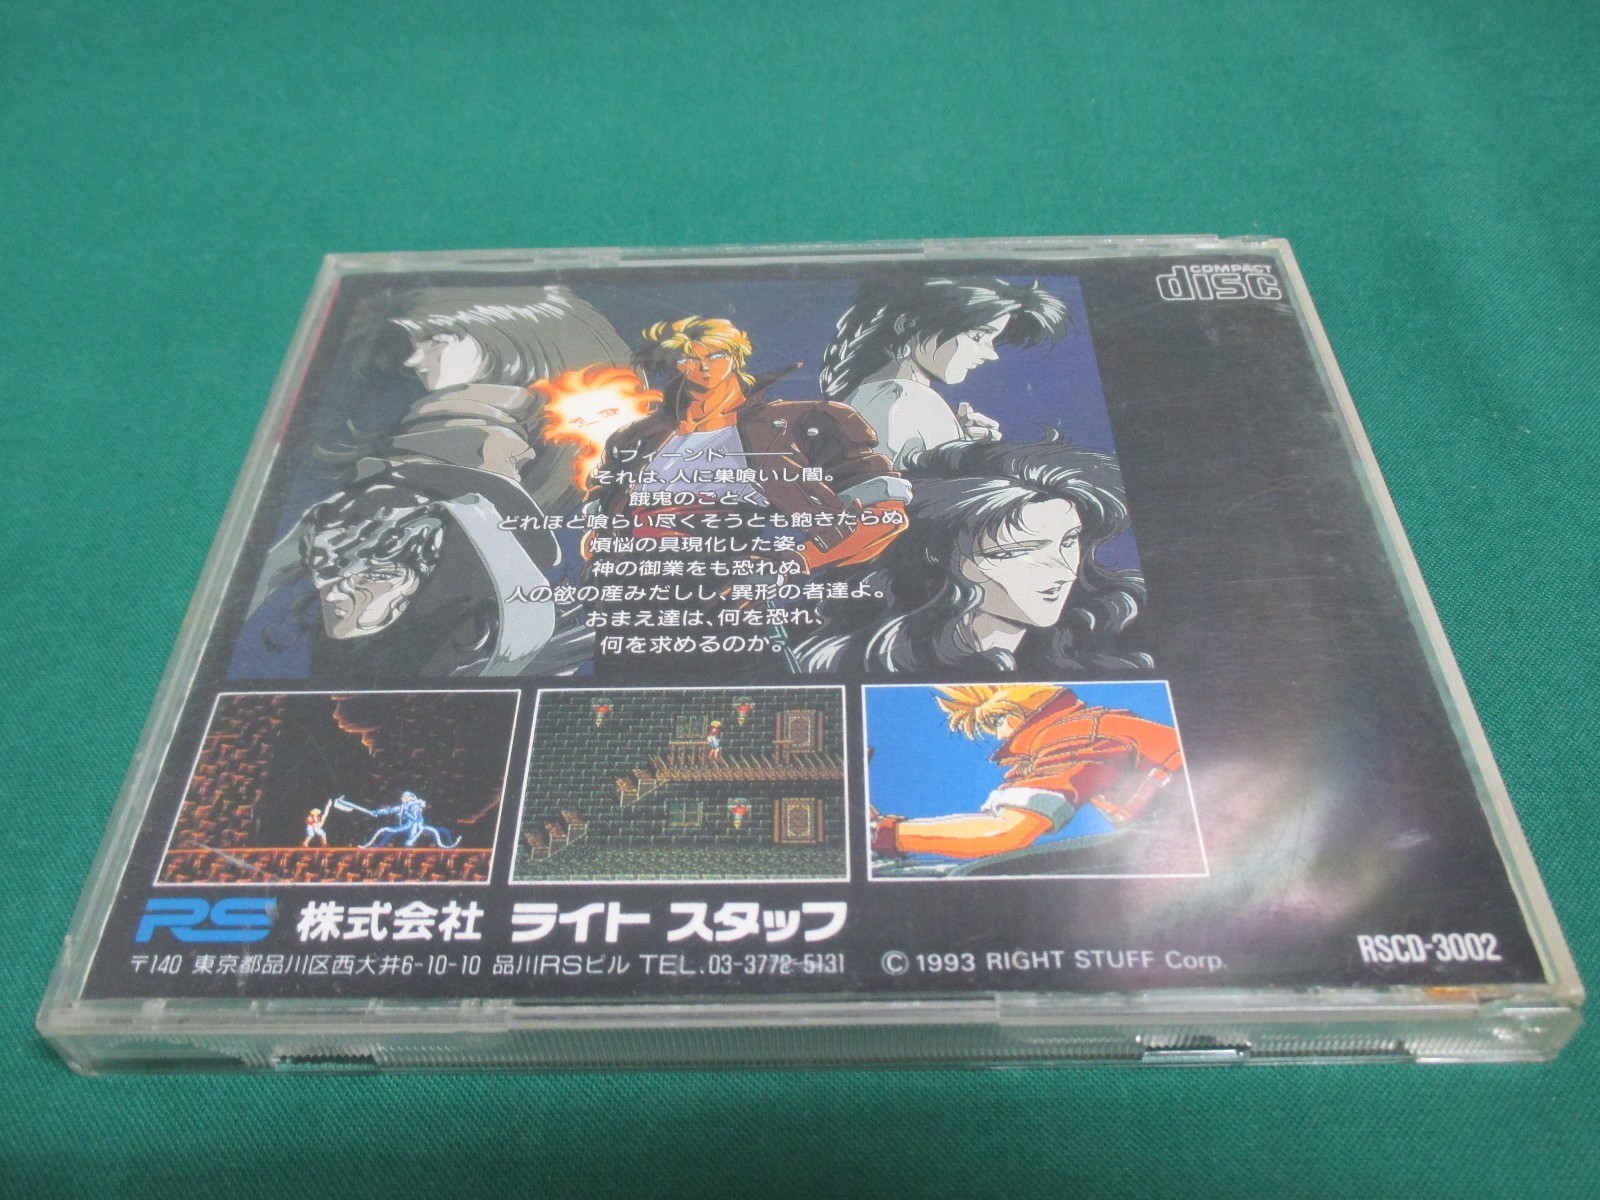 COMPACT
disc
フィーンド――
それは、人に巣喰いし闇。
餓鬼のごとく、
どれほど喰らい尽くそうとも飽きたらぬ
煩悩の具現化した姿。
神の御業をも恐れぬ、
人の欲の産みだしし、異形の者達よ。
おまえ達は、何を恐れ、
何を求めるのか。
RS 株式会社 ライト スタッフ
〒140 東京都品川区西大井6-10-10 品川RSビル TEL.03-3772-5131 © 1993 RIGHT STUFF Corp.
RSCD-3002